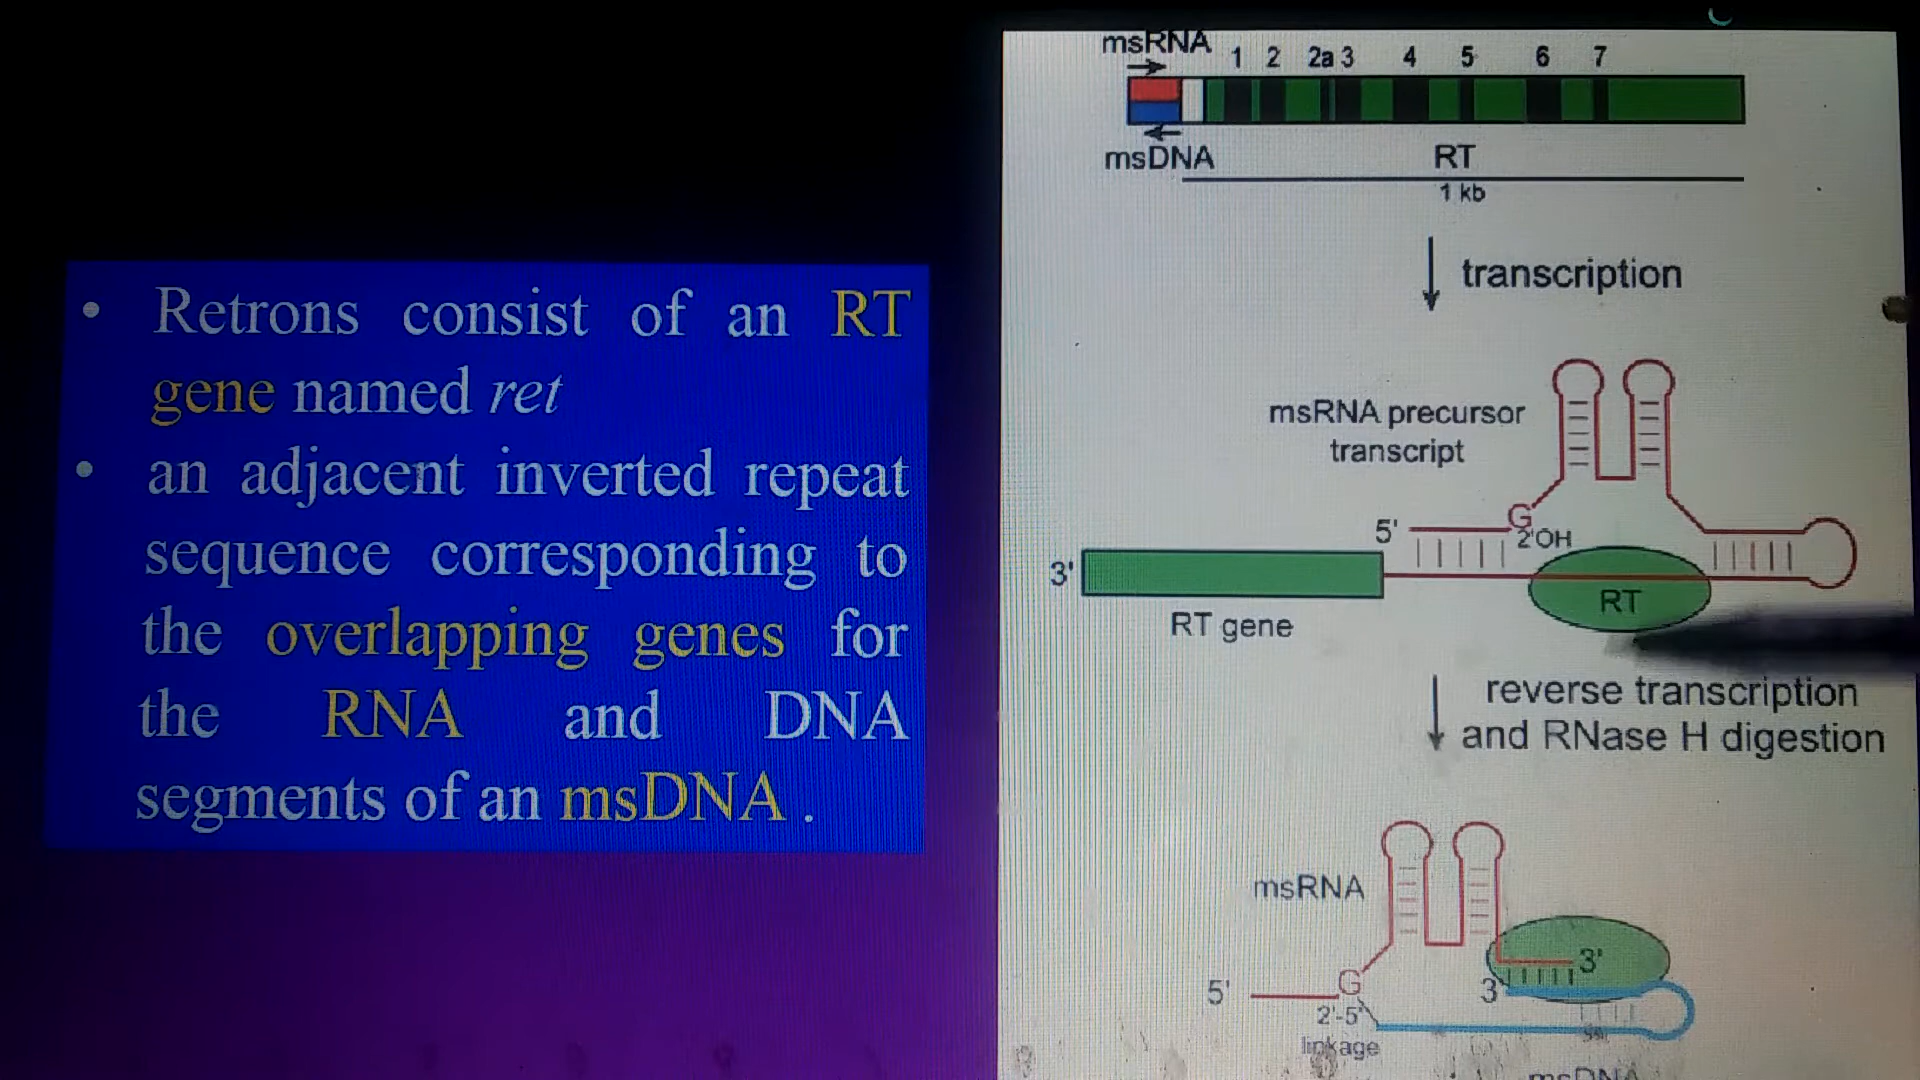 • Retrons consist of an RT
gene named ret
• an adjacent inverted repeat
sequence corresponding to
the overlapping genes for
the RNA and DNA
segments of an msDNA .
msRNA
1 2 2a 3 4 5 6 7
msDNA
RT
1 kb
transcription
msRNA precursor
transcript
G
5'
2'OH
3'
RT
RT gene
reverse transcription
and RNase H digestion
msRNA
3'
G
3'
5'
2'-5'
linkage
msDNA